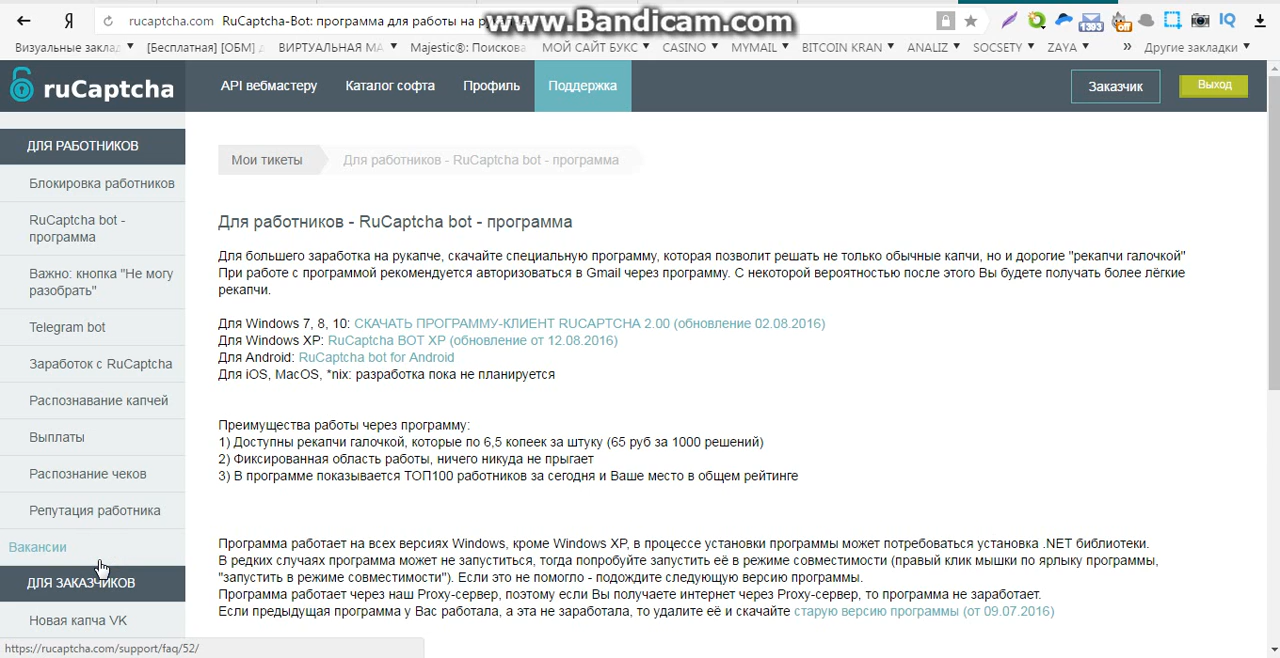 Я rucaptcha.com RuCaptcha-Bot: программа для работы на
www.Bandicam.com
1393
off
IQ
Визуальные заклад [Бесплатная] [ОБМ] ВИРТУАЛЬНАЯ МА Majestic®: Поискова МОЙ САЙТ БУКС CASINO MYMAIL BITCOIN KRAN ANALIZ SOCSETY ZAYA » Другие закладки
ruCaptcha API вебмастеру Каталог софта Профиль Поддержка Заказчик Выход
ДЛЯ РАБОТНИКОВ
Блокировка работников
RuCaptcha bot -
программа
Важно: кнопка "Не могу
разобрать"
Telegram bot
Заработок с RuCaptcha
Распознавание капчей
Выплаты
Распознание чеков
Репутация работника
Вакансии
ДЛЯ ЗАКАЗЧИКОВ
Новая капча VK
https://rucaptcha.com/support/faq/52/
Мои тикеты Для работников - RuCaptcha bot - программа
Для работников - RuCaptcha bot - программа
Для большего заработка на рукапче, скачайте специальную программу, которая позволит решать не только обычные капчи, но и дорогие "рекапчи галочкой"
При работе с программой рекомендуется авторизоваться в Gmail через программу. С некоторой вероятностью после этого Вы будете получать более лёгкие
рекапчи.
Для Windows 7, 8, 10: СКАЧАТЬ ПРОГРАММУ-КЛИЕНТ RUCAPTCHA 2.00 (обновление 02.08.2016)
Для Windows XP: RuCaptcha BOT XP (обновление от 12.08.2016)
Для Android: RuCaptcha bot for Android
Для iOS, MacOS, *nix: разработка пока не планируется
Преимущества работы через программу:
1) Доступны рекапчи галочкой, которые по 6,5 копеек за штуку (65 руб за 1000 решений)
2) Фиксированная область работы, ничего никуда не прыгает
3) В программе показывается ТОП100 работников за сегодня и Ваше место в общем рейтинге
Программа работает на всех версиях Windows, кроме Windows XP, в процессе установки программы может потребоваться установка .NET библиотеки.
В редких случаях программа может не запуститься, тогда попробуйте запустить её в режиме совместимости (правый клик мышки по ярлыку программы,
"запустить в режиме совместимости"). Если это не помогло - подождите следующую версию программы.
Программа работает через наш Proxy-сервер, поэтому если Вы получаете интернет через Proxy-сервер, то программа не заработает.
Если предыдущая программа у Вас работала, а эта не заработала, то удалите её и скачайте старую версию программы (от 09.07.2016)